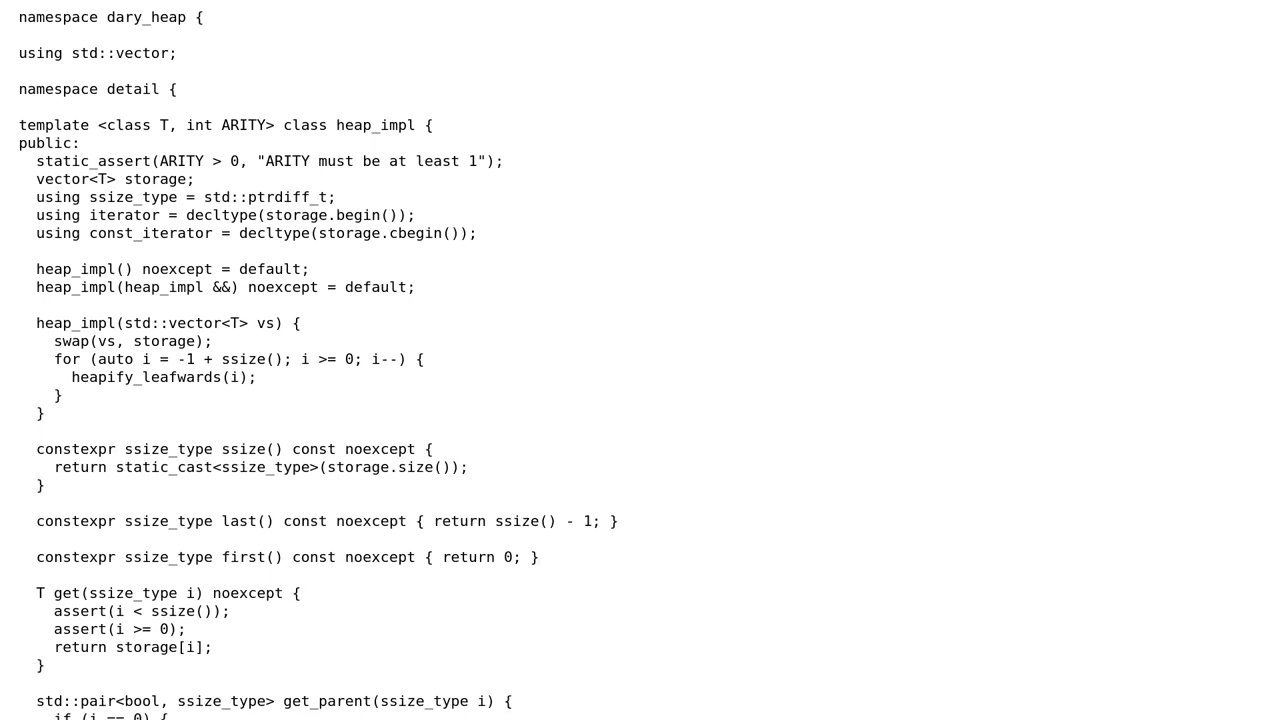 namespace dary_heap {
using std::vector;
namespace detail {
template <class T, int ARITY> class heap_impl {
public:
static_assert(ARITY > 0, "ARITY must be at least 1");
vector<T> storage;
using ssize_type = std::ptrdiff_t;
using iterator = decltype(storage.begin());
using const_iterator = decltype(storage.cbegin());
heap_impl() noexcept = default;
heap_impl(heap_impl &&) noexcept = default;
heap_impl(std::vector<T> vs) {
swap(vs, storage);
for (auto i = -1 + ssize(); i >= 0; i--) {
heapify_leafwards(i);
}
}
constexpr ssize_type ssize() const noexcept {
return static_cast<ssize_type>(storage.size());
}
constexpr ssize_type last() const noexcept { return ssize() - 1; }
constexpr ssize_type first() const noexcept { return 0; }
T get(ssize_type i) noexcept {
assert(i < ssize());
assert(i >= 0);
return storage[i];
}
std::pair<bool, ssize_type> get_parent(ssize_type i) {
if (i == 0) {